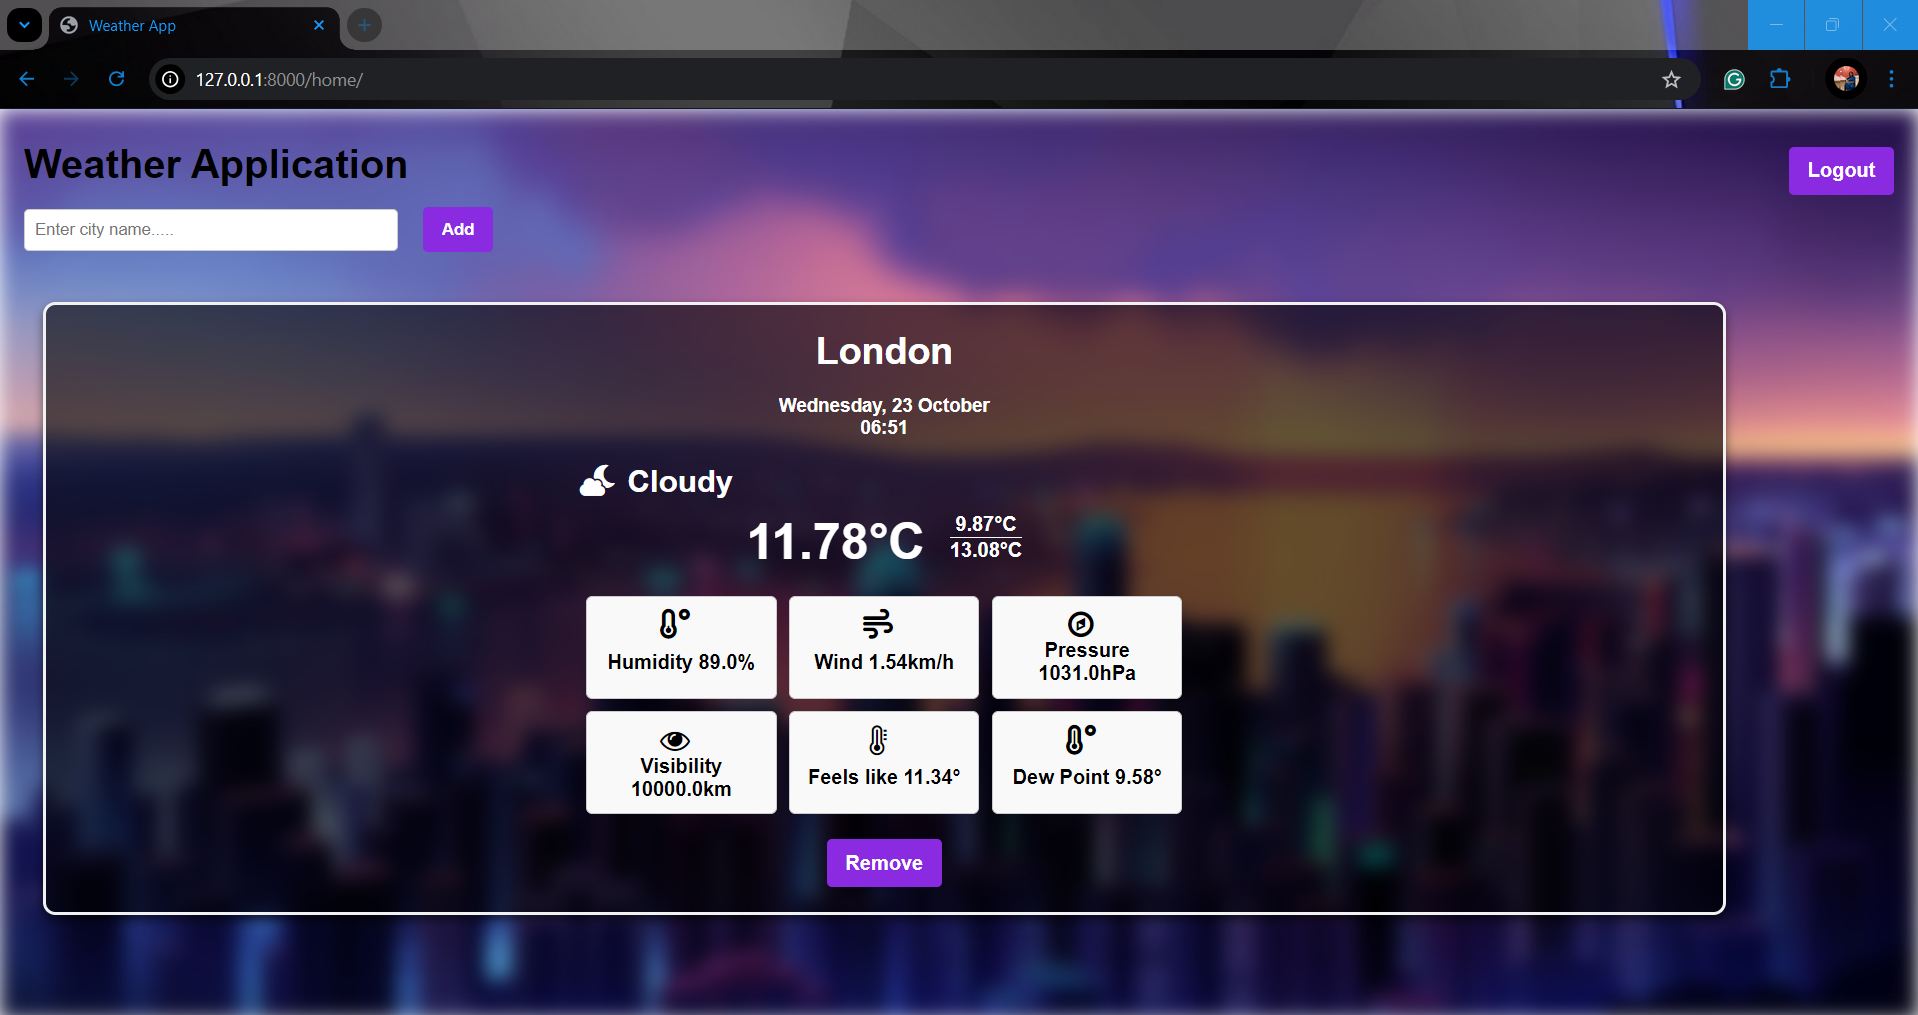 Weather App
127.0.0.1:8000/home/
Weather Application
Logout
Enter city name.....
Add
London
Wednesday, 23 October
06:51
Cloudy
11.78°C
9.87°C
13.08°C
Humidity 89.0%
Wind 1.54km/h
Pressure
1031.0hPa
Visibility
10000.0km
Feels like 11.34°
Dew Point 9.58°
Remove